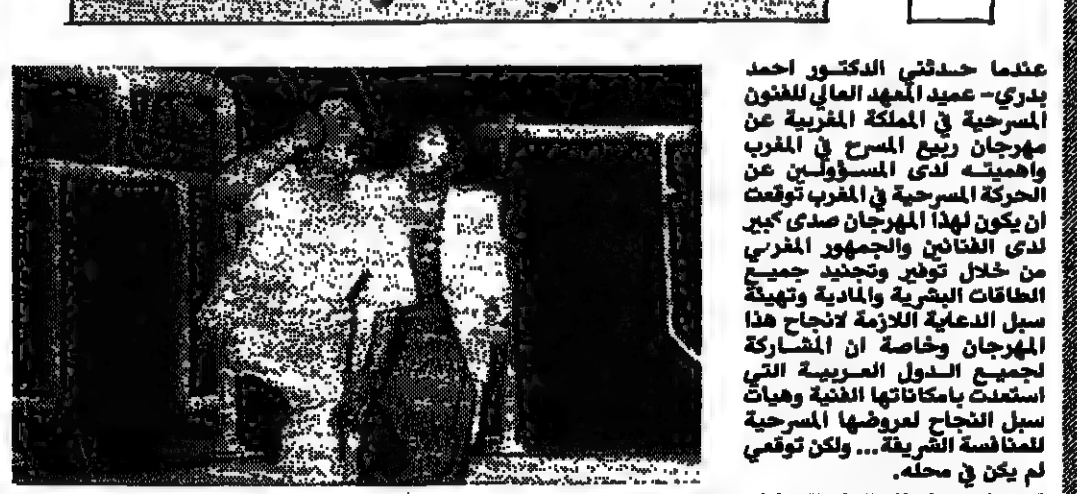 عندما حدثني الدكتور احمد
بدري - عميد المعهد العالي للفنون
المسرحية في المملكة المغربية عن
مهرجان ربيع المسرح في المغرب
واهميته لدى المسؤولين عن
الحركة المسرحية في المغرب توقعت
ان يكون لهذا المهرجان صدى كبير
لدى الفنانين والجمهور المغربي
من خلال توفير وتجنيد جميع
الطاقات البشرية والمادية وتهيئة
سبل الدعاية اللازمة لانجاح هذا
المهرجان وخاصة ان المشاركة
لجميع الدول العربية التي
استعدت بامكاناتها الفنية وهيأت
سبل النجاح لعروضها المسرحية
للمنافسة الشريفة... ولكن توقعي
لم يكن في محله.